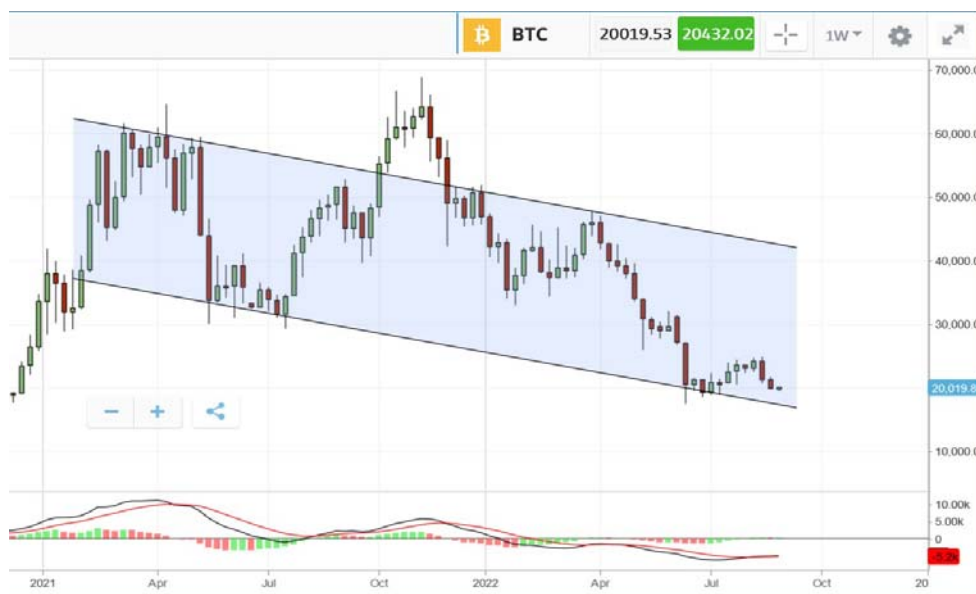 BTC 20019.53 20432.02 1W
70,000.0
60,000.0
50,000.0
40,000.0
30,000.0
20,019.8
10,000.0
10.00k
5.00k
0
-5.2k
2021 Apr Jul Oct 2022 Apr Jul Oct 20